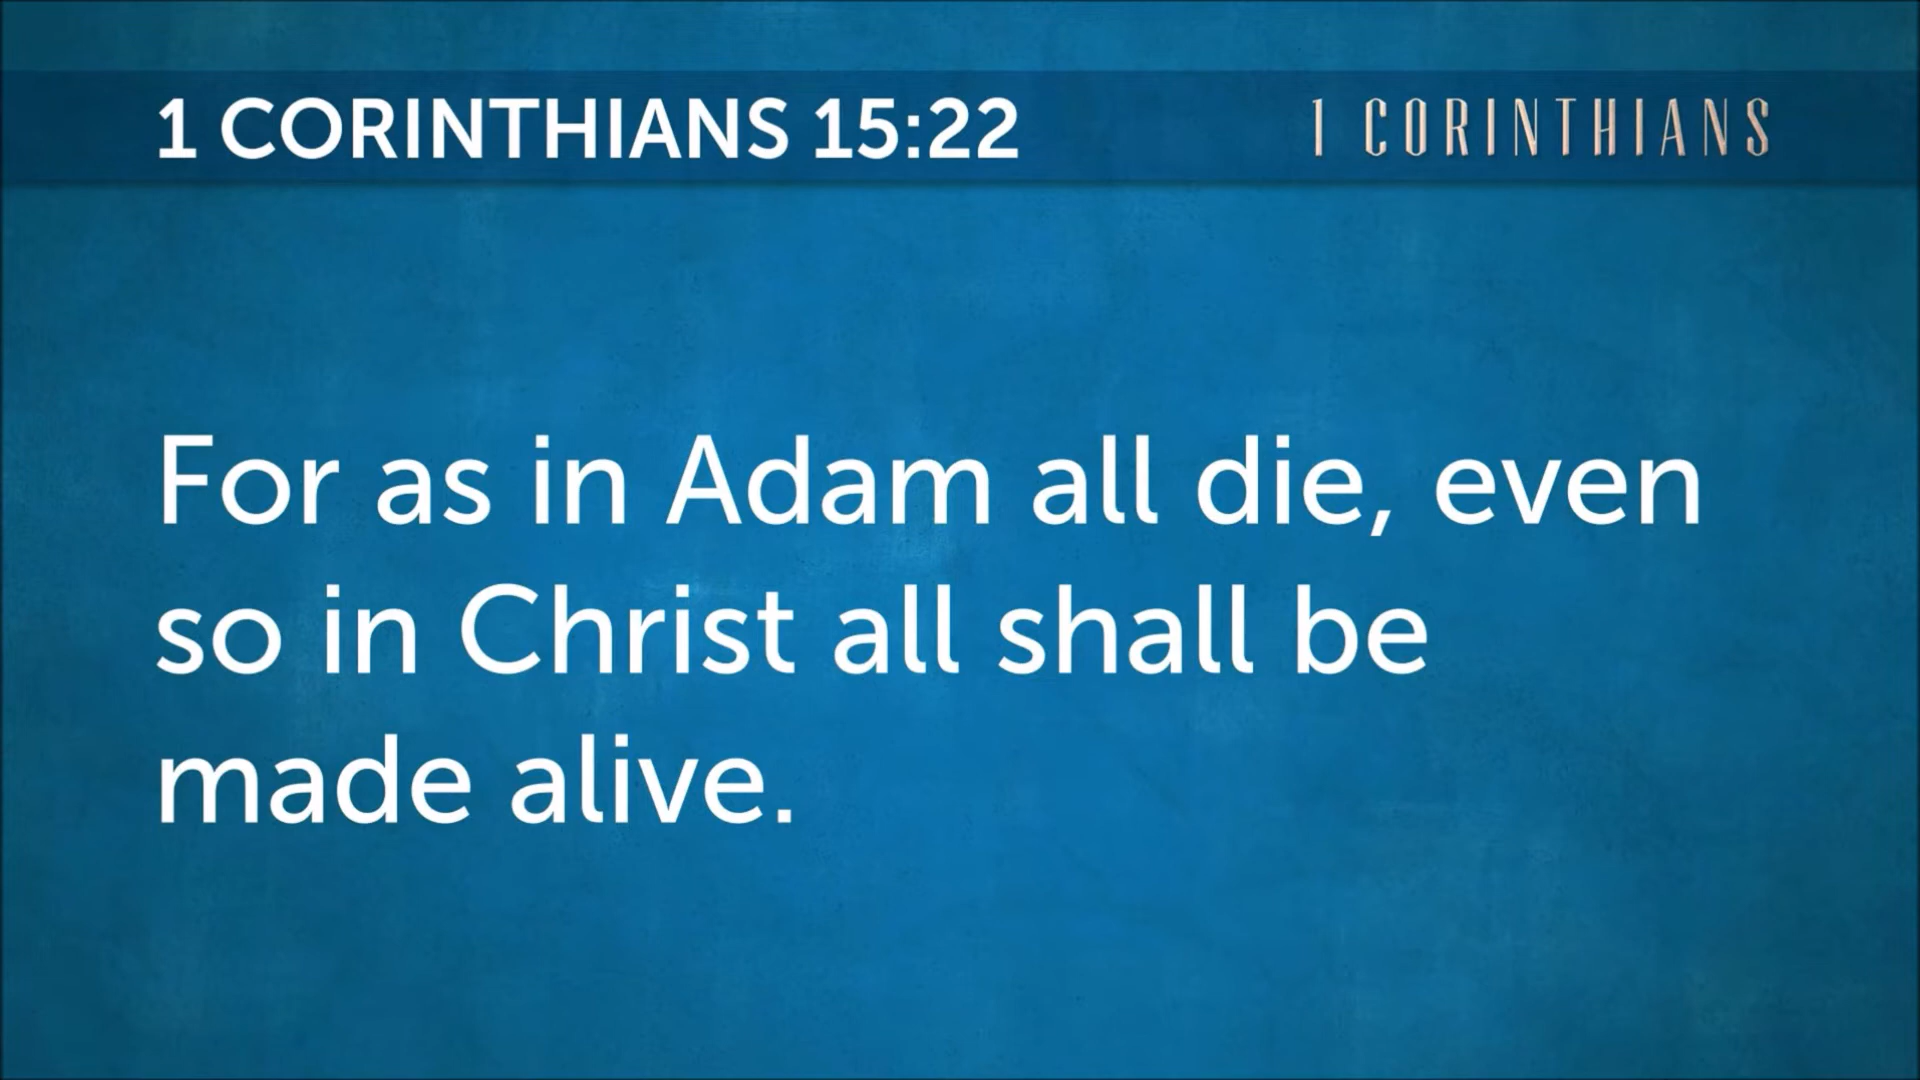 1 CORINTHIANS 15:22
1 CORINTHIANS
For as in Adam all die, even
so in Christ all shall be
made alive.